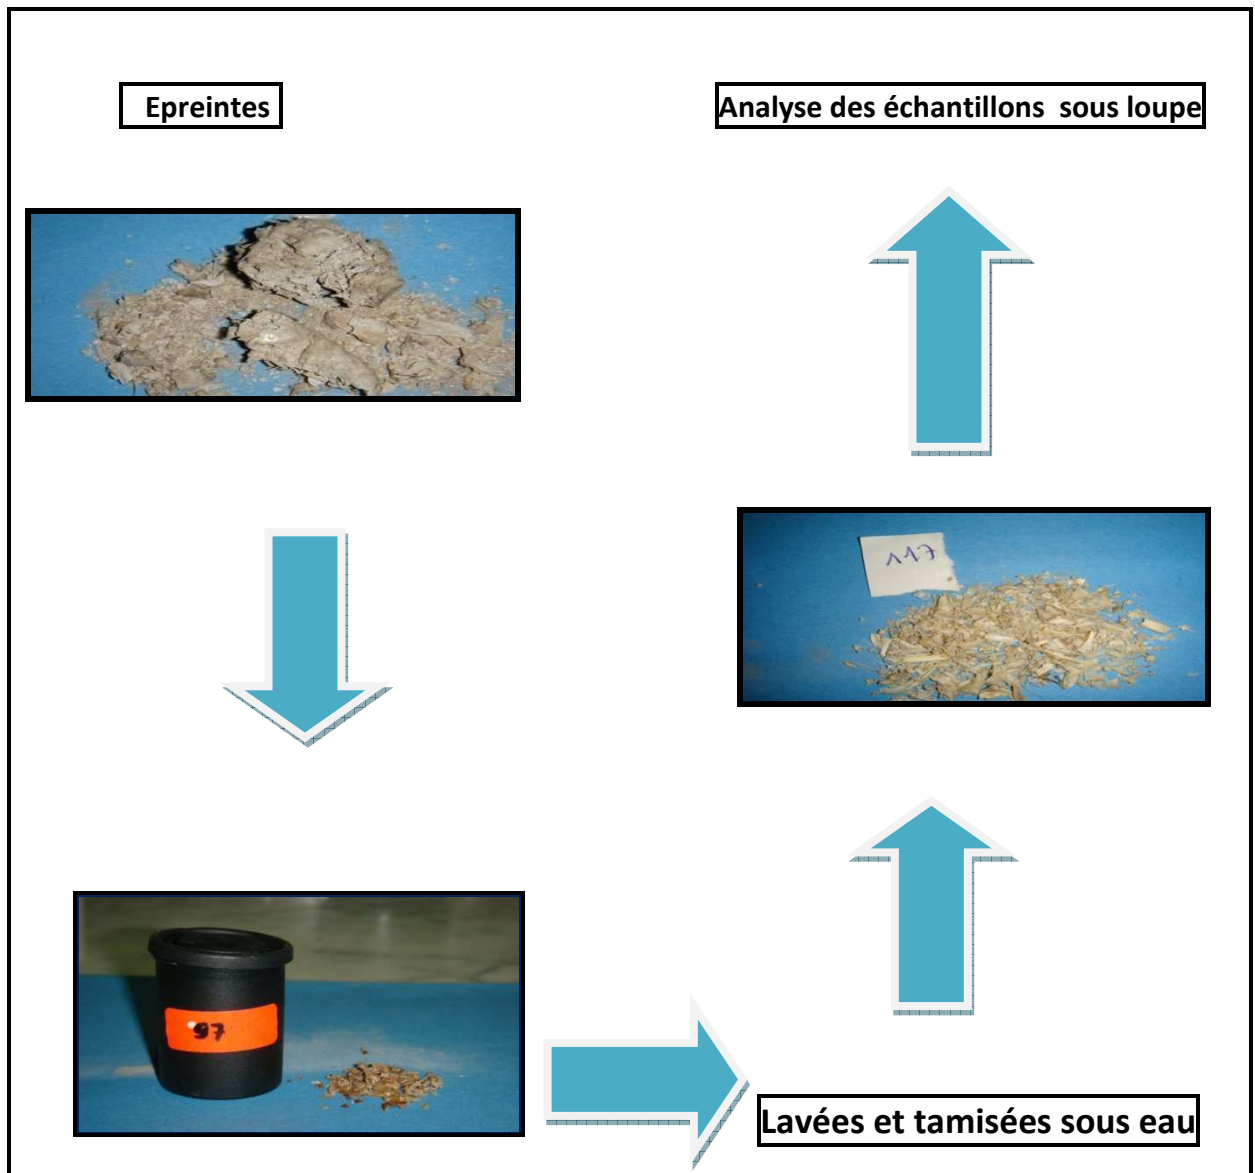 Epreintes
Analyse des échantillons sous loupe
117
97
Lavées et tamisées sous eau